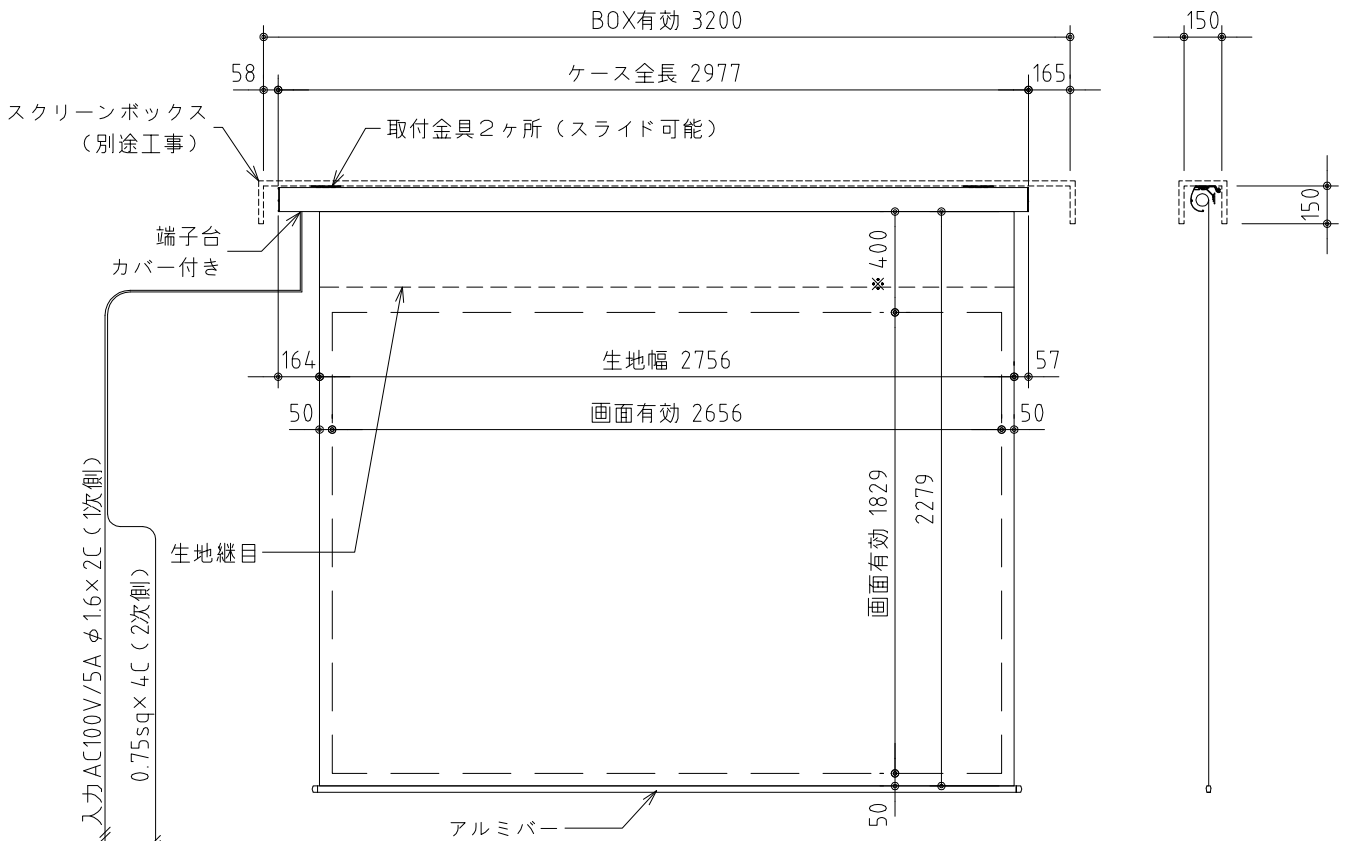 BOX有効 3200
150
58
ケース全長 2977
165
スクリーンボックス
（別途工事）
取付金具２ヶ所（スライド可能）
150
端子台
カバー付き
※ 400
164
生地幅 2756
57
50
画面有効 2656
50
画面有効 1829
2279
生地継目
入力 AC100V/5A φ1.6×2C（1次側）
0.75sq×4C（2次側）
50
アルミバー